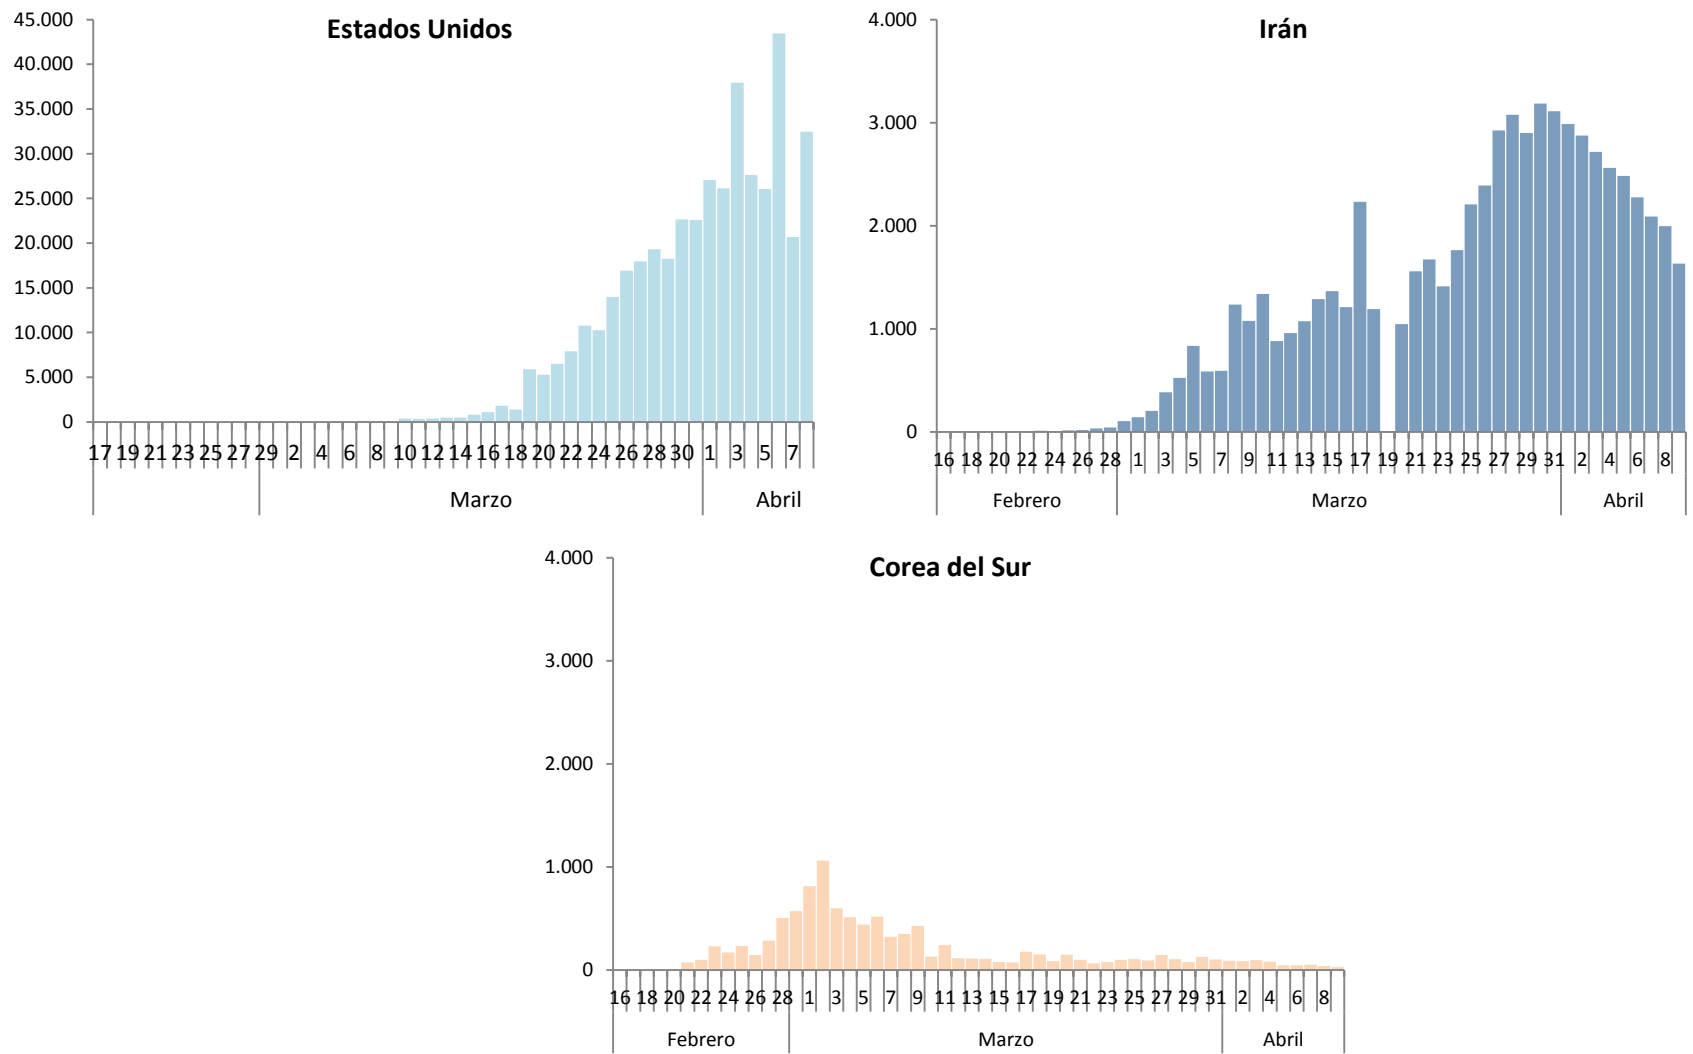 Estados Unidos
45.000
40.000
35.000
30.000
25.000
20.000
15.000
10.000
5.000
0
17 19 21 23 25 27 29 2 4 6 8 10 12 14 16 18 20 22 24 26 28 30 1 3 5 7
Marzo Abril
Irán
4.000
3.000
2.000
1.000
0
16 18 20 22 24 26 28 1 3 5 7 9 11 13 15 17 19 21 23 25 27 29 31 2 4 6 8
Febrero Marzo Abril
Corea del Sur
4.000
3.000
2.000
1.000
0
16 18 20 22 24 26 28 1 3 5 7 9 11 13 15 17 19 21 23 25 27 29 31 2 4 6 8
Febrero Marzo Abril